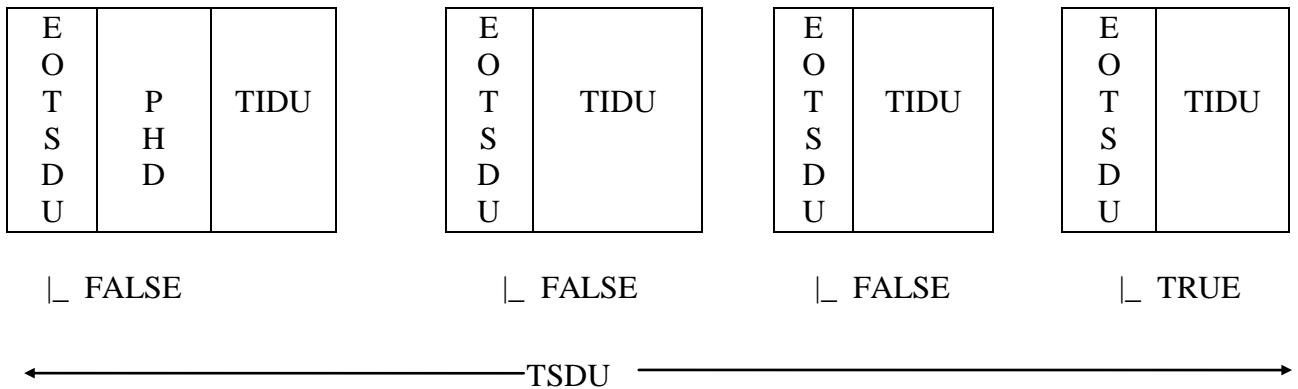 E O T S D U
P H D
TIDU
E O T S D U
TIDU
E O T S D U
TIDU
E O T S D U
TIDU
|_ FALSE
|_ FALSE
|_ FALSE
|_ TRUE
TSDU